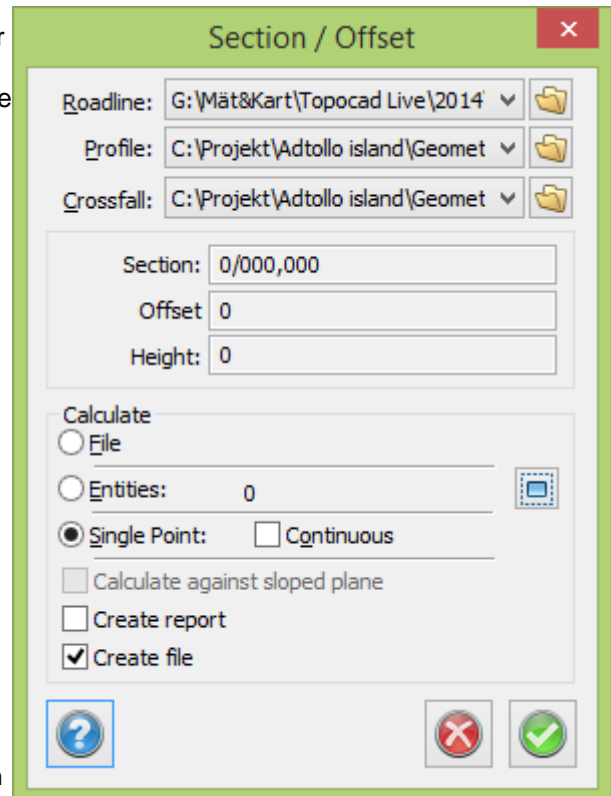 r
Section / Offset
e
Roadline: G:\Mät&Kart\Topocad Live\2014
Profile: C:\Projekt\Adtollo island\Geomet
Crossfall: C:\Projekt\Adtollo island\Geomet
Section: 0/000,000
Offset 0
Height: 0
Calculate
File
Entities: 0
Single Point: Continuous
Calculate against sloped plane
Create report
Create file